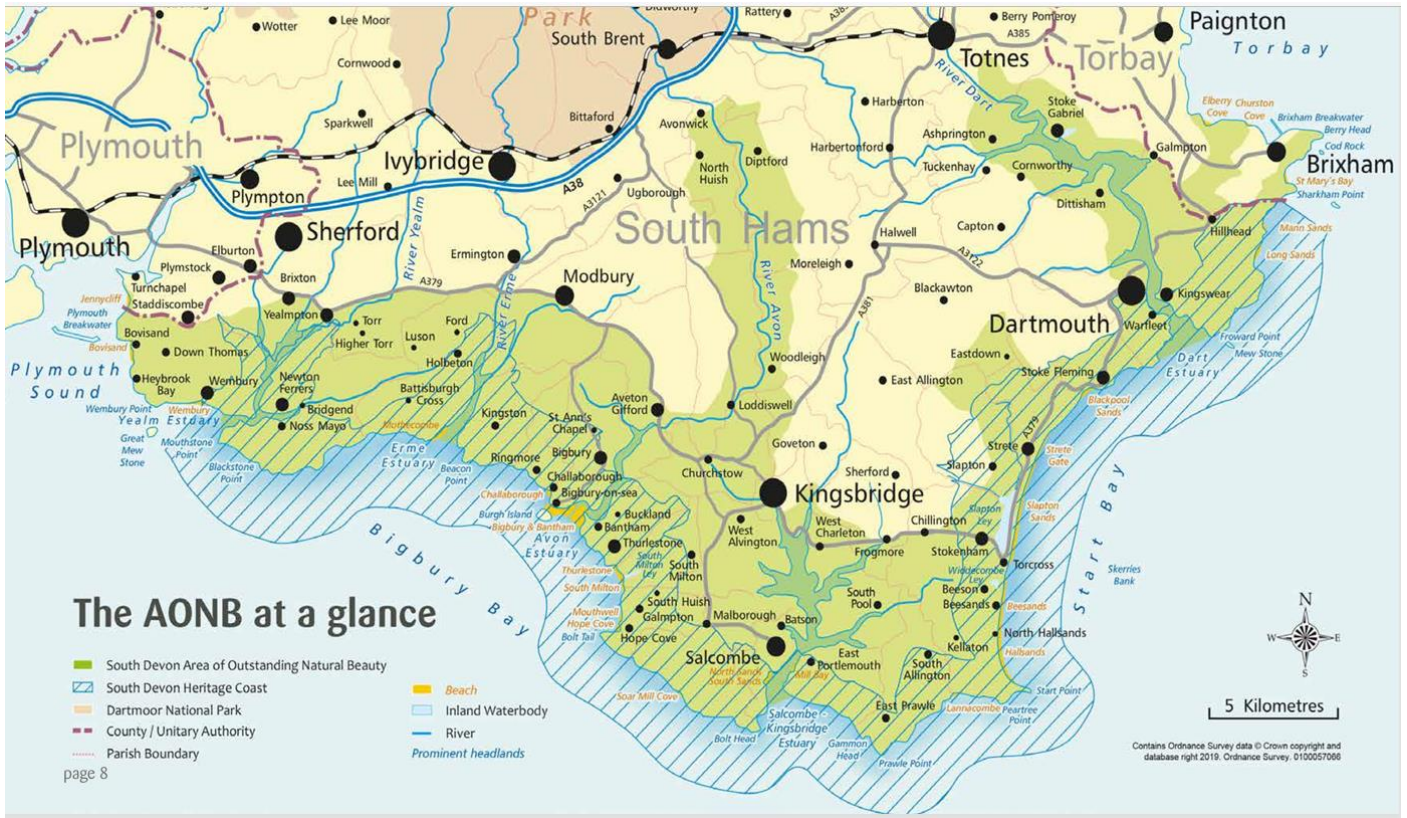 Wotter
Lee Moor
Park
Rattery
Berry Pomeroy
A385
Paignton
Torbay
South Brent
Totnes
Torbay
Cornwood
River Dart
Harberton
Stoke
Gabriel
Elberry
Cove
Churston
Cove
Brixham Breakwater
Berry Head
Cod Rock
Brixham
St Mary's Bay
Sharkham Point
Sparkwell
Bittaford
Avonwick
Plymouth
Ivybridge
Harbertonford
Ashprington
Tuckenhay
Cornworthy
Galmpton
Diptford
North
Huish
Lee Mill
Plympton
A38
A3121
Ugborough
Dittisham
Plymouth
Sherford
River Yealm
South Hams
Capton
Halwell
Hillhead
Mann Sands
Long Sands
Elburton
Ermington
A3122
Moreleigh
River Avon
Plymstock
Turnchapel
Staddiscombe
Brixton
A379
Modbury
River Erme
Blackawton
A381
Kingswear
Dartmouth
Warfleet
Jennycliff
Plymouth
Breakwater
Bovisand
Bovisand
Yealmpton
Torr
Higher Torr
Luson
Ford
Holbeton
Down Thomas
Woodleigh
Eastdown
Froward Point
Mew Stone
Dart
Estuary
Plymouth
Sound
Heybrook
Bay
Wembury
Newton
Ferrers
Battisburgh
Cross
East Allington
Stoke Fleming
Blackpool
Sands
Wembury Point
Yealm Estuary
Wembury
Bridgend
Noss Mayo
Mothecombe
Kingston
St Ann's
Chapel
Aveton
Gifford
Loddiswell
A379
Great
Mew
Stone
Mouthstone
Point
Blackstone
Point
Erme
Estuary
Beacon
Point
Ringmore
Bigbury
Challaborough
Bigbury-on-sea
Churchstow
Goveton
Sherford
Strete
Slapton
Strete
Gate
Kingsbridge
Challaborough
Burgh Island
Bigbury & Bantham
Avon
Estuary
Buckland
Bantham
Thurlestone
West
Alvington
West
Charleton
Chillington
Frogmore
Stokenham
Slapton
Ley
Slapton
Sands
Start Bay
Bigbury Bay
Thurlestone
South Milton
South
Milton
Ley
South
Milton
Torcross
Skerries
Bank
Widdecombe
Ley
Beeson
Beesands
Beesands
South
Pool
The AONB at a glance
Mouthwell
Hope Cove
Bolt Tail
South Huish
Galmpton
Hope Cove
Malborough
Batson
Salcombe
North Sands
South Sands
Mill Bay
East
Portlemouth
South
Allington
Kellaton
North Hallsands
Hallsands
N
W
E
S
South Devon Area of Outstanding Natural Beauty
South Devon Heritage Coast
Dartmoor National Park
County / Unitary Authority
Parish Boundary
Beach
Inland Waterbody
River
Prominent headlands
Soar Mill Cove
Bolt Head
Salcombe -
Kingsbridge
Estuary
Gammon
Head
East Prawle
Prawle Point
Lannacombe
Peartree
Point
Start Point
5 Kilometres
Contains Ordnance Survey data © Crown copyright and
database right 2019. Ordnance Survey. 0100057066
page 8